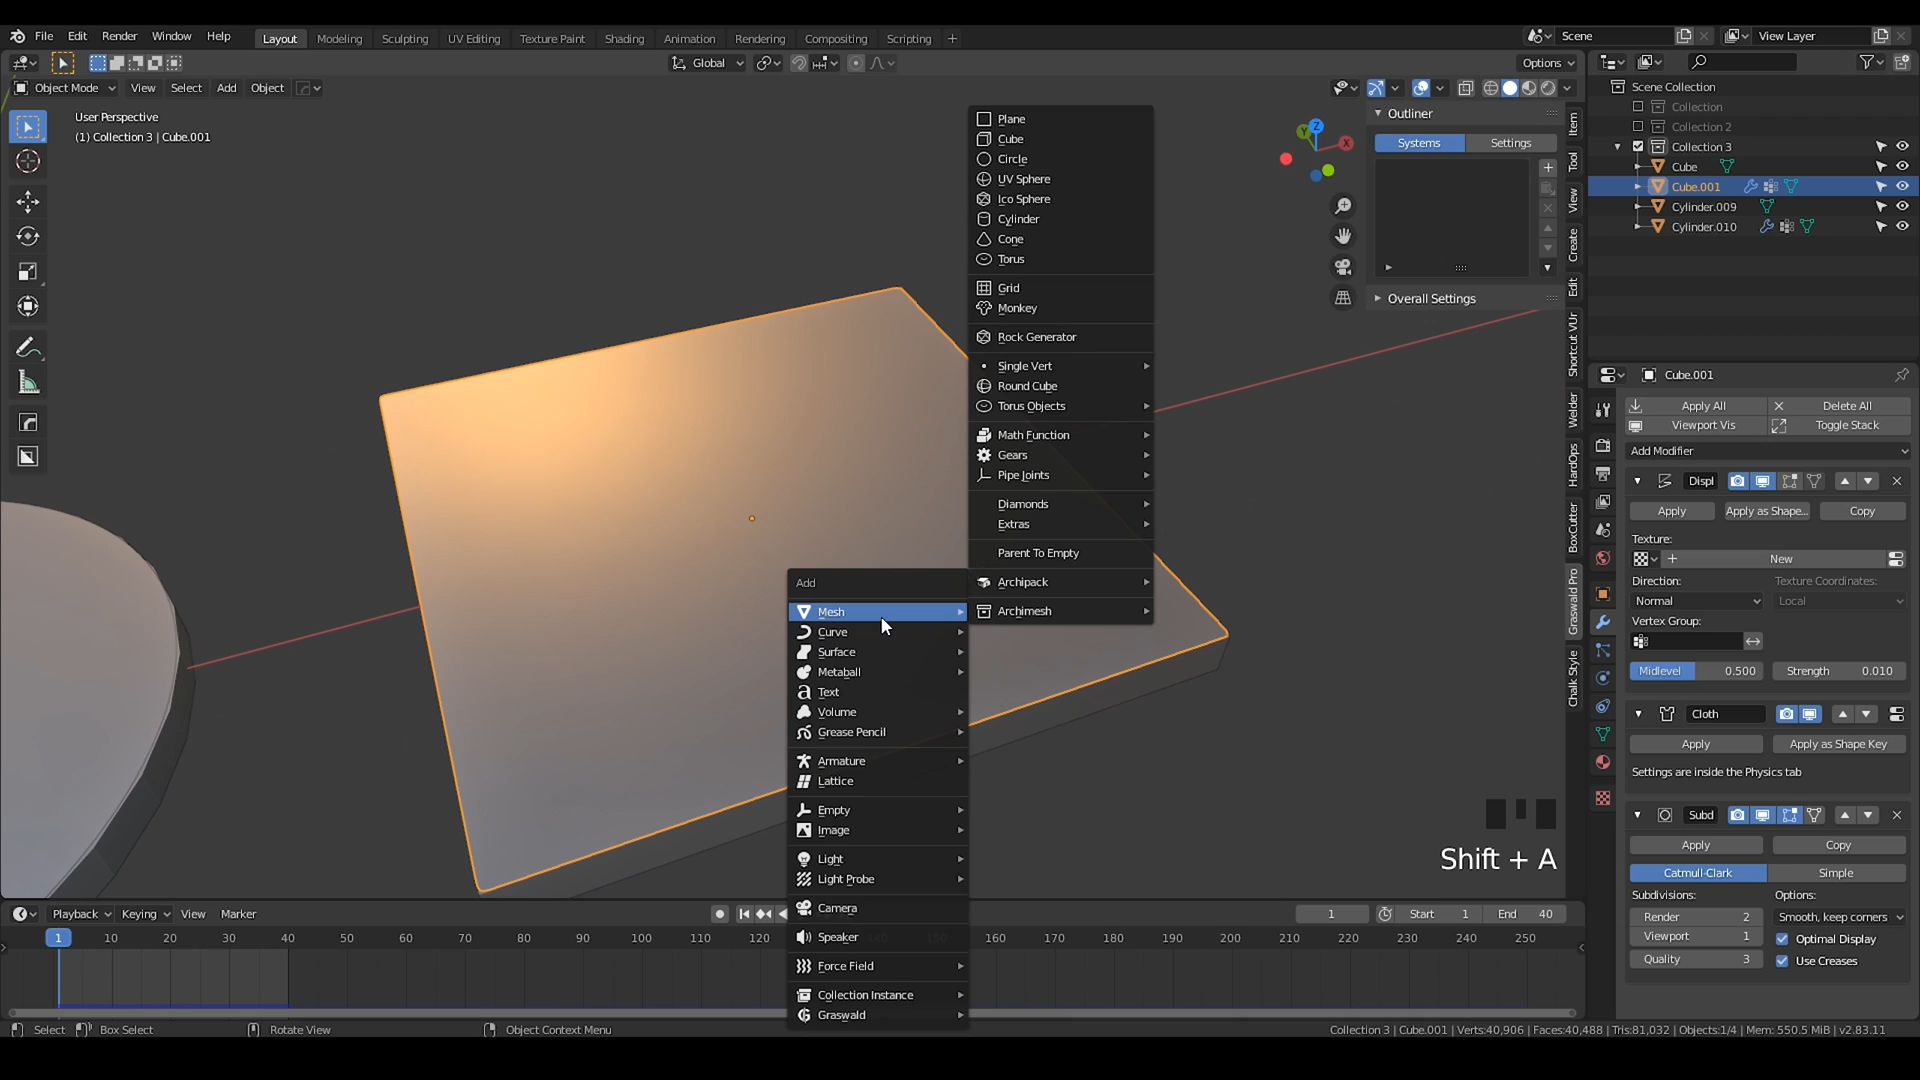 File Edit Render Window Help Layout Modeling Sculpting UV Editing Texture Paint Shading Animation Rendering Compositing Scripting + Scene View Layer
Global Options
Object Mode View Select Add Object
User Perspective
(1) Collection 3 | Cube.001
Z
Y
X
Outliner
Systems Settings
Overall Settings
Item
Tool
View
Create
Edit
Shortcut VUr
Welder
HardOps
BoxCutter
Graswald Pro
Chalk Style
Plane
Cube
Circle
UV Sphere
Ico Sphere
Cylinder
Cone
Torus
Grid
Monkey
Rock Generator
Single Vert
Round Cube
Torus Objects
Math Function
Gears
Pipe Joints
Diamonds
Extras
Parent To Empty
Archipack
Archimesh
Add
Mesh
Curve
Surface
Metaball
Text
Volume
Grease Pencil
Armature
Lattice
Empty
Image
Light
Light Probe
Camera
Speaker
Force Field
Collection Instance
Graswald
Shift + A
Scene Collection
Collection
Collection 2
Collection 3
Cube
Cube.001
Cylinder.009
Cylinder.010
Cube.001
Apply All Delete All
Viewport Vis Toggle Stack
Add Modifier
Displ
Apply Apply as Shape... Copy
Texture:
New
Direction: Texture Coordinates:
Normal Local
Vertex Group:
Midlevel 0.500 Strength 0.010
Cloth
Apply Apply as Shape Key
Settings are inside the Physics tab
Subd
Apply Copy
Catmull-Clark Simple
Subdivisions: Options:
Render 2 Smooth, keep corners
Viewport 1 Optimal Display
Quality 3 Use Creases
Playback Keying View Marker 1 Start 1 End 40
1 10 20 30 40 50 60 70 80 90 100 110 120 160 170 180 190 200 210 220 230 240 250
Select Box Select Rotate View Object Context Menu Collection 3 | Cube.001 | Verts:40,906 | Faces:40,488 | Tris:81,032 | Objects:1/4 | Mem: 550.5 MiB | v2.83.11